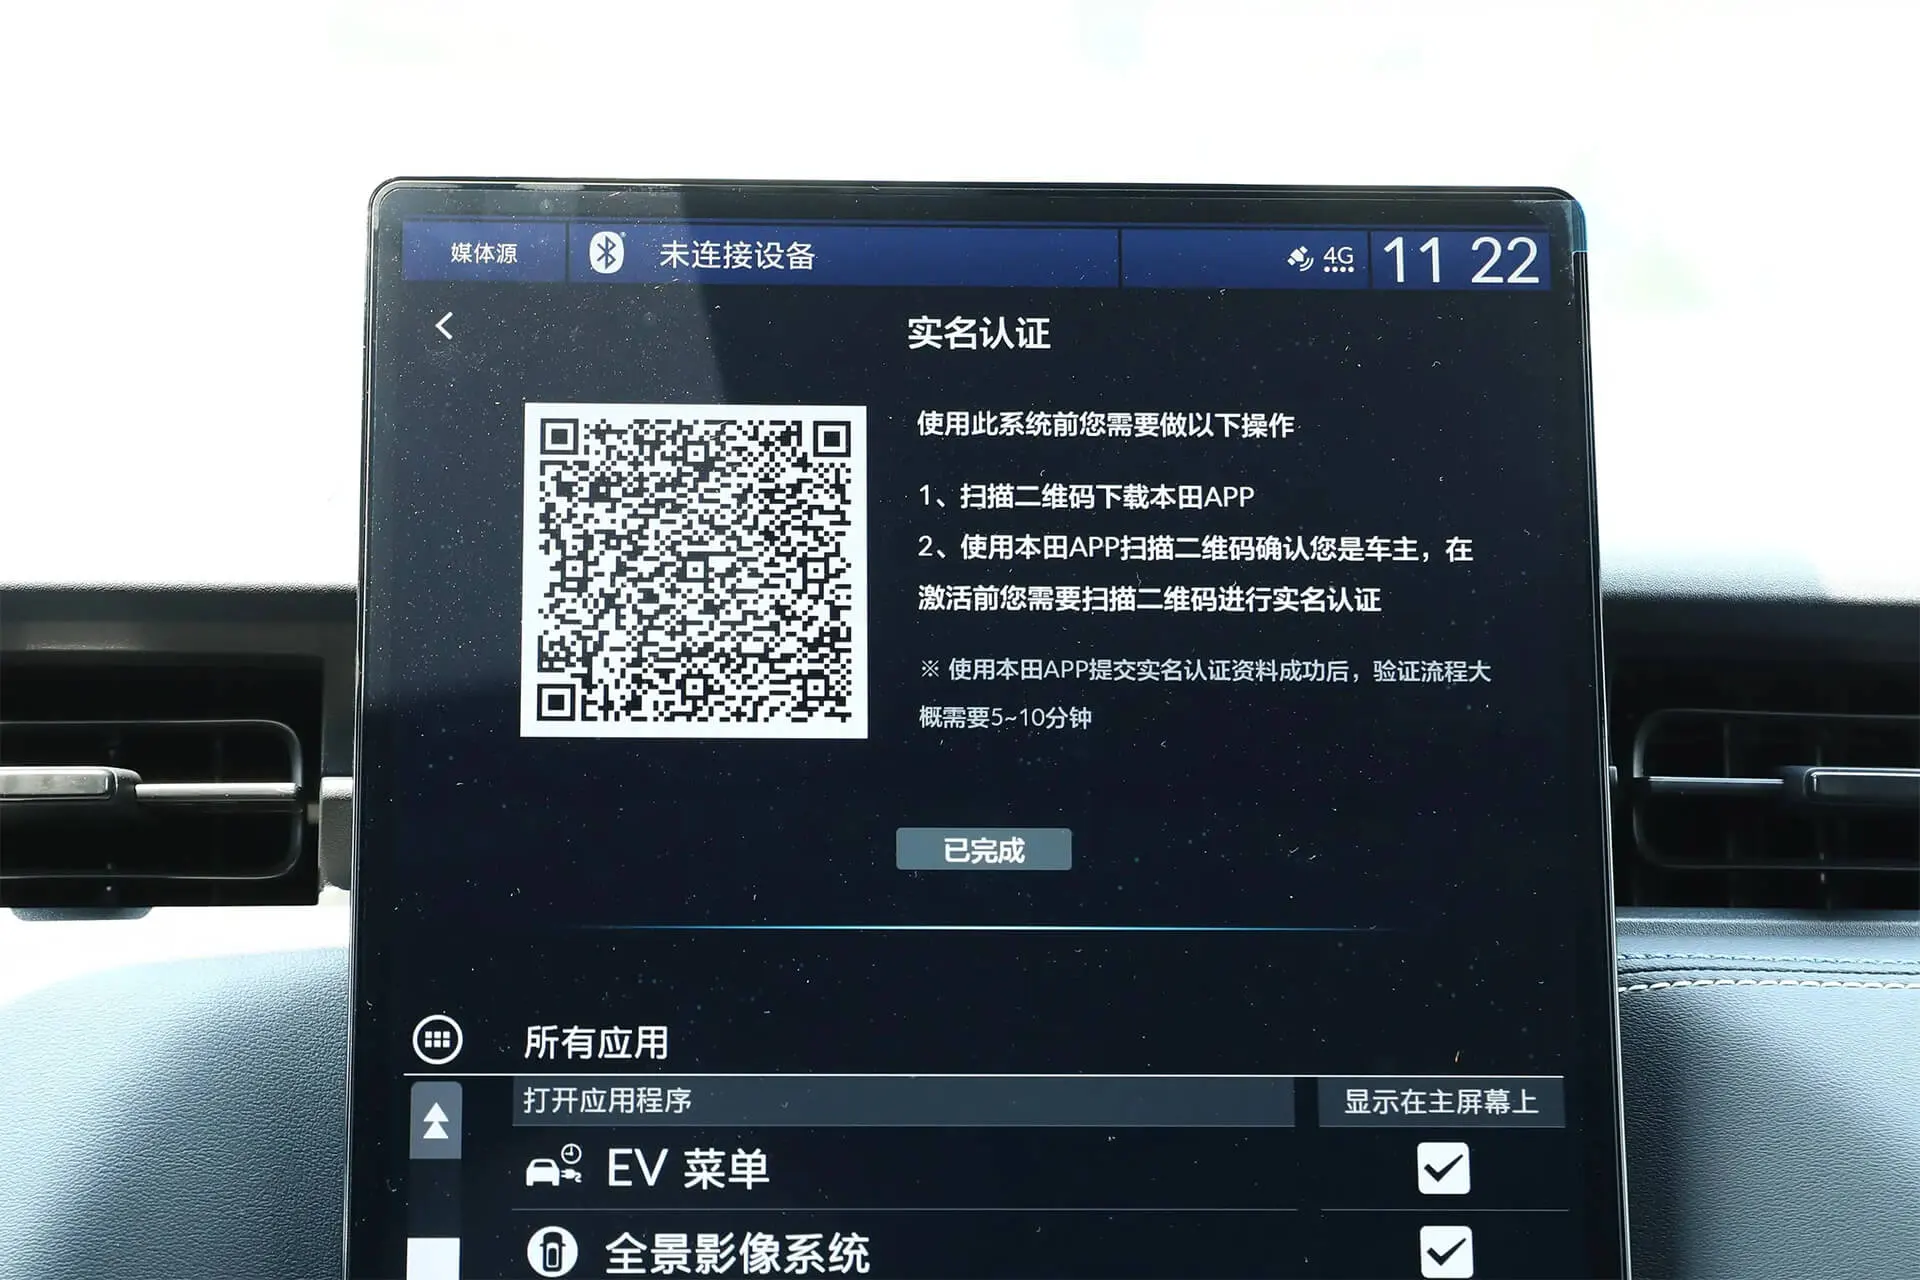 媒体源 未连接设备 4G 11 22
实名认证
使用此系统前您需要做以下操作
1、扫描二维码下载本田APP
2、使用本田APP扫描二维码确认您是车主，在
激活前您需要扫描二维码进行实名认证
※ 使用本田APP提交实名认证资料成功后，验证流程大
概需要5~10分钟
已完成
所有应用
打开应用程序 显示在主屏幕上
EV 菜单
全景影像系统